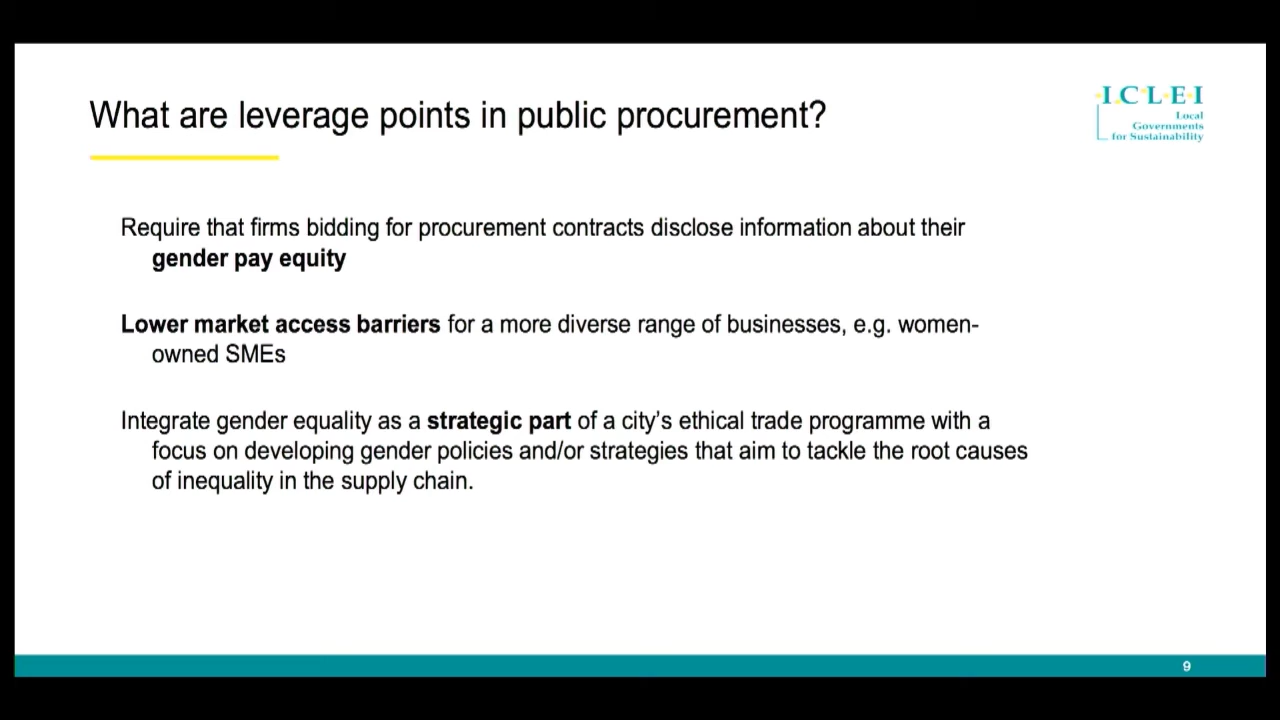 What are leverage points in public procurement?
I.C.L.E.I
Local
Governments
for Sustainability
Require that firms bidding for procurement contracts disclose information about their
gender pay equity
Lower market access barriers for a more diverse range of businesses, e.g. women-
owned SMEs
Integrate gender equality as a strategic part of a city's ethical trade programme with a
focus on developing gender policies and/or strategies that aim to tackle the root causes
of inequality in the supply chain.
9